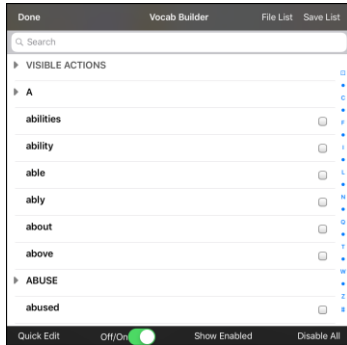 Done Vocab Builder File List Save List
Search
VISIBLE ACTIONS
A
abilities
ability
able
ably
about
above
ABUSE
abused
C
F
I
L
N
Q
T
W
Z
#
Quick Edit Off/On Show Enabled Disable All